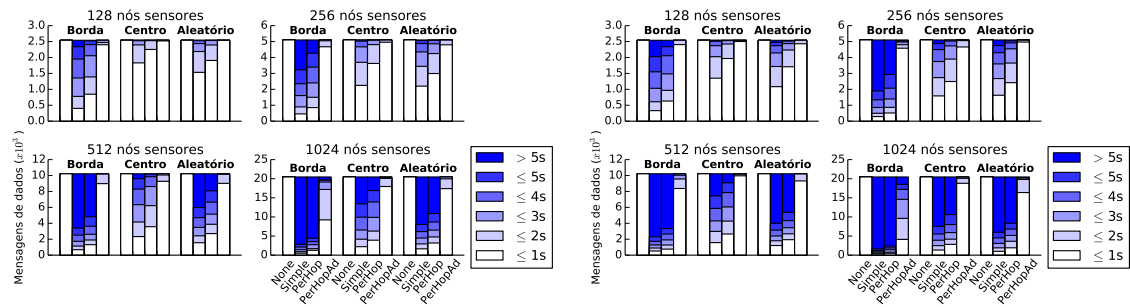 128 nós sensores
256 nós sensores
Borda Centro Aleatório
Borda Centro Aleatório
3.0
2.5
2.0
1.5
1.0
0.5
0.0
6
5
4
3
2
1
0
512 nós sensores
1024 nós sensores
Borda Centro Aleatório
Borda Centro Aleatório
12
10
8
6
4
2
0
25
20
15
10
5
0
Mensagens de dados (x10³)
None
Simple
PerHop
PerHopAd
None
Simple
PerHop
PerHopAd
None
Simple
PerHop
PerHopAd
> 5s
≤ 5s
≤ 4s
≤ 3s
≤ 2s
≤ 1s
128 nós sensores
256 nós sensores
Borda Centro Aleatório
Borda Centro Aleatório
3.0
2.5
2.0
1.5
1.0
0.5
0.0
6
5
4
3
2
1
0
512 nós sensores
1024 nós sensores
Borda Centro Aleatório
Borda Centro Aleatório
12
10
8
6
4
2
0
25
20
15
10
5
0
Mensagens de dados (x10³)
None
Simple
PerHop
PerHopAd
None
Simple
PerHop
PerHopAd
None
Simple
PerHop
PerHopAd
> 5s
≤ 5s
≤ 4s
≤ 3s
≤ 2s
≤ 1s